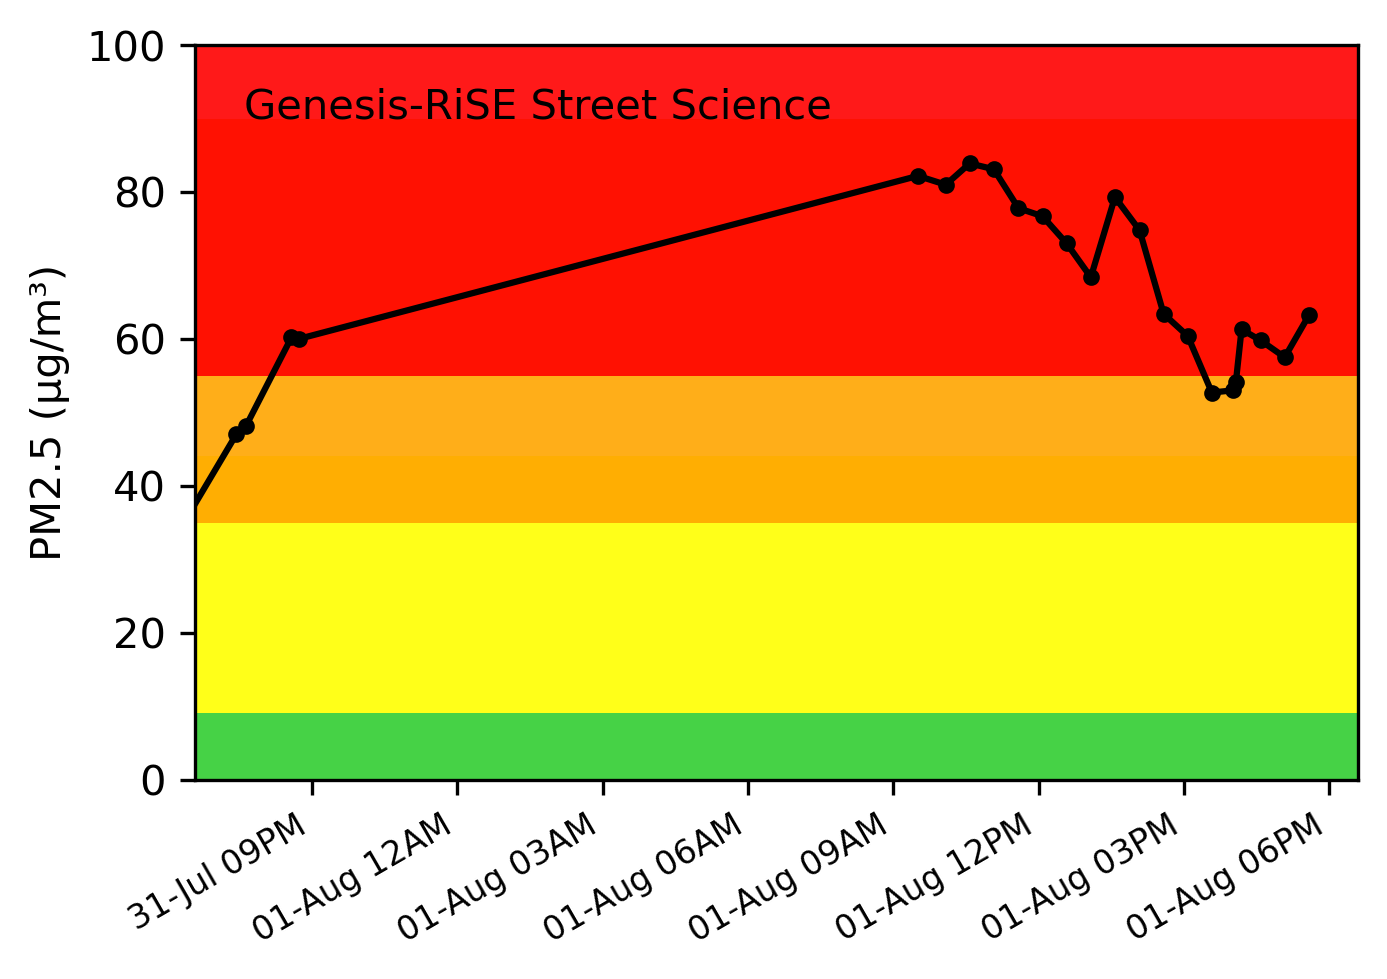 Genesis-RiSE Street Science
PM2.5 (µg/m³)
100
80
60
40
20
0
31-Jul 09PM
01-Aug 12AM
01-Aug 03AM
01-Aug 06AM
01-Aug 09AM
01-Aug 12PM
01-Aug 03PM
01-Aug 06PM